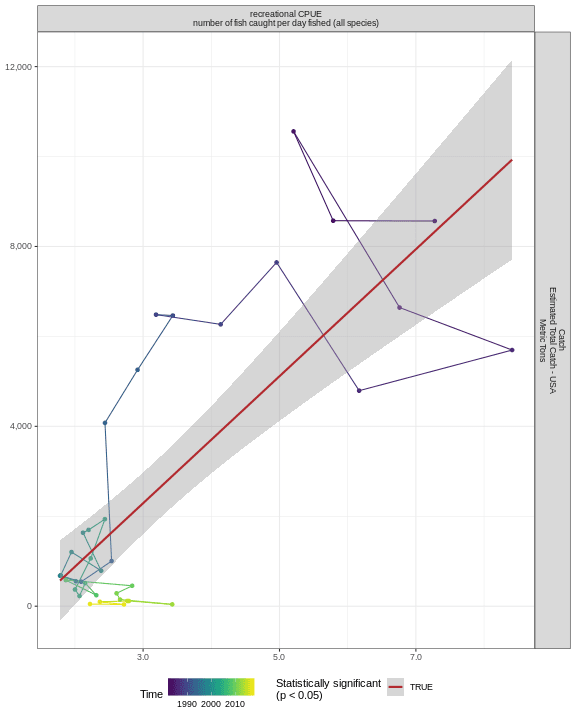 recreational CPUE
number of fish caught per day fished (all species)
12,000
8,000
4,000
0
Catch
Estimated Total Catch - USA
Metric Tons
3.0 5.0 7.0
Time
1990 2000 2010
Statistically significant
(p < 0.05)
TRUE